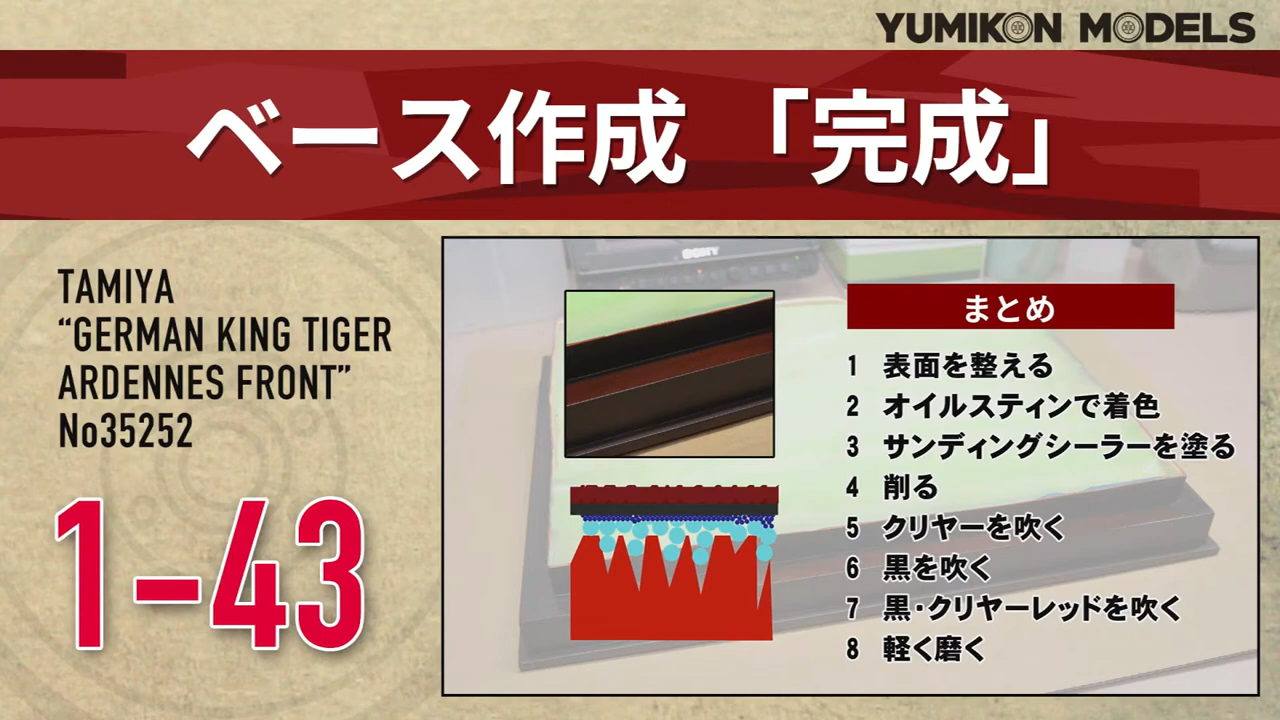 YUMIKON MODELS
ベース作成 「完成」
TAMIYA
“GERMAN KING TIGER
ARDENNES FRONT”
No35252
1-43
SONY
まとめ
1 表面を整える
2 オイルスティンで着色
3 サンディングシーラーを塗る
4 削る
5 クリヤーを吹く
6 黒を吹く
7 黒・クリヤーレッドを吹く
8 軽く磨く